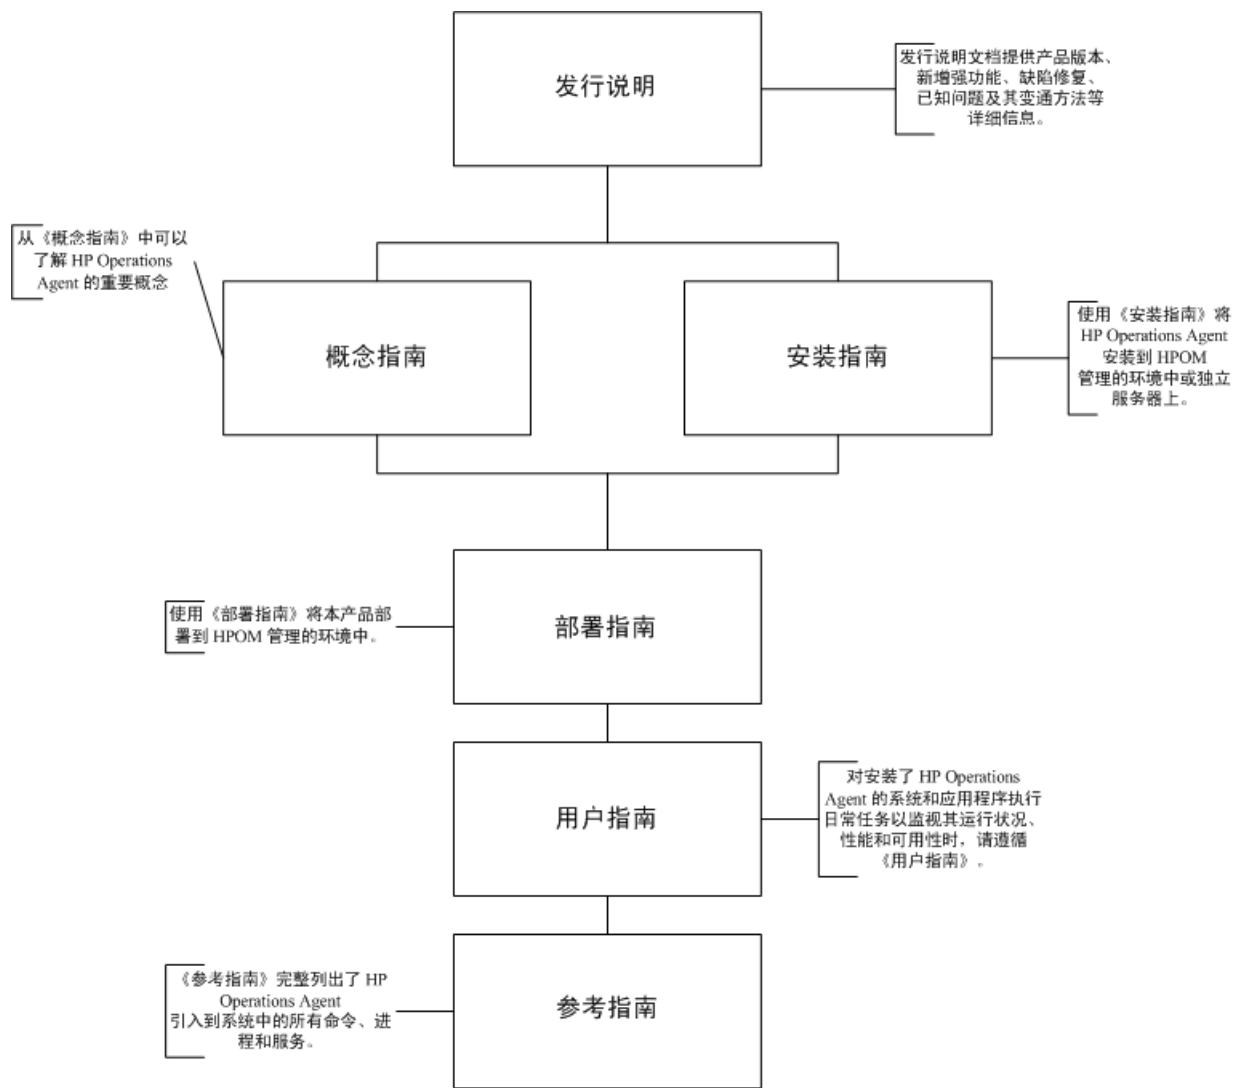 发行说明
发行说明文档提供产品版本、
新增强功能、缺陷修复、
已知问题及其变通方法等
详细信息。
从《概念指南》中可以
了解 HP Operations
Agent 的重要概念
概念指南
安装指南
使用《安装指南》将
HP Operations Agent
安装到 HPOM
管理的环境中或独立
服务器上。
使用《部署指南》将本产品部
署到 HPOM 管理的环境中。
部署指南
用户指南
对安装了 HP Operations
Agent 的系统和应用程序执行
日常任务以监视其运行状况、
性能和可用性时，请遵循
《用户指南》。
《参考指南》完整列出了 HP
Operations Agent
引入到系统中的所有命令、进
程和服务。
参考指南